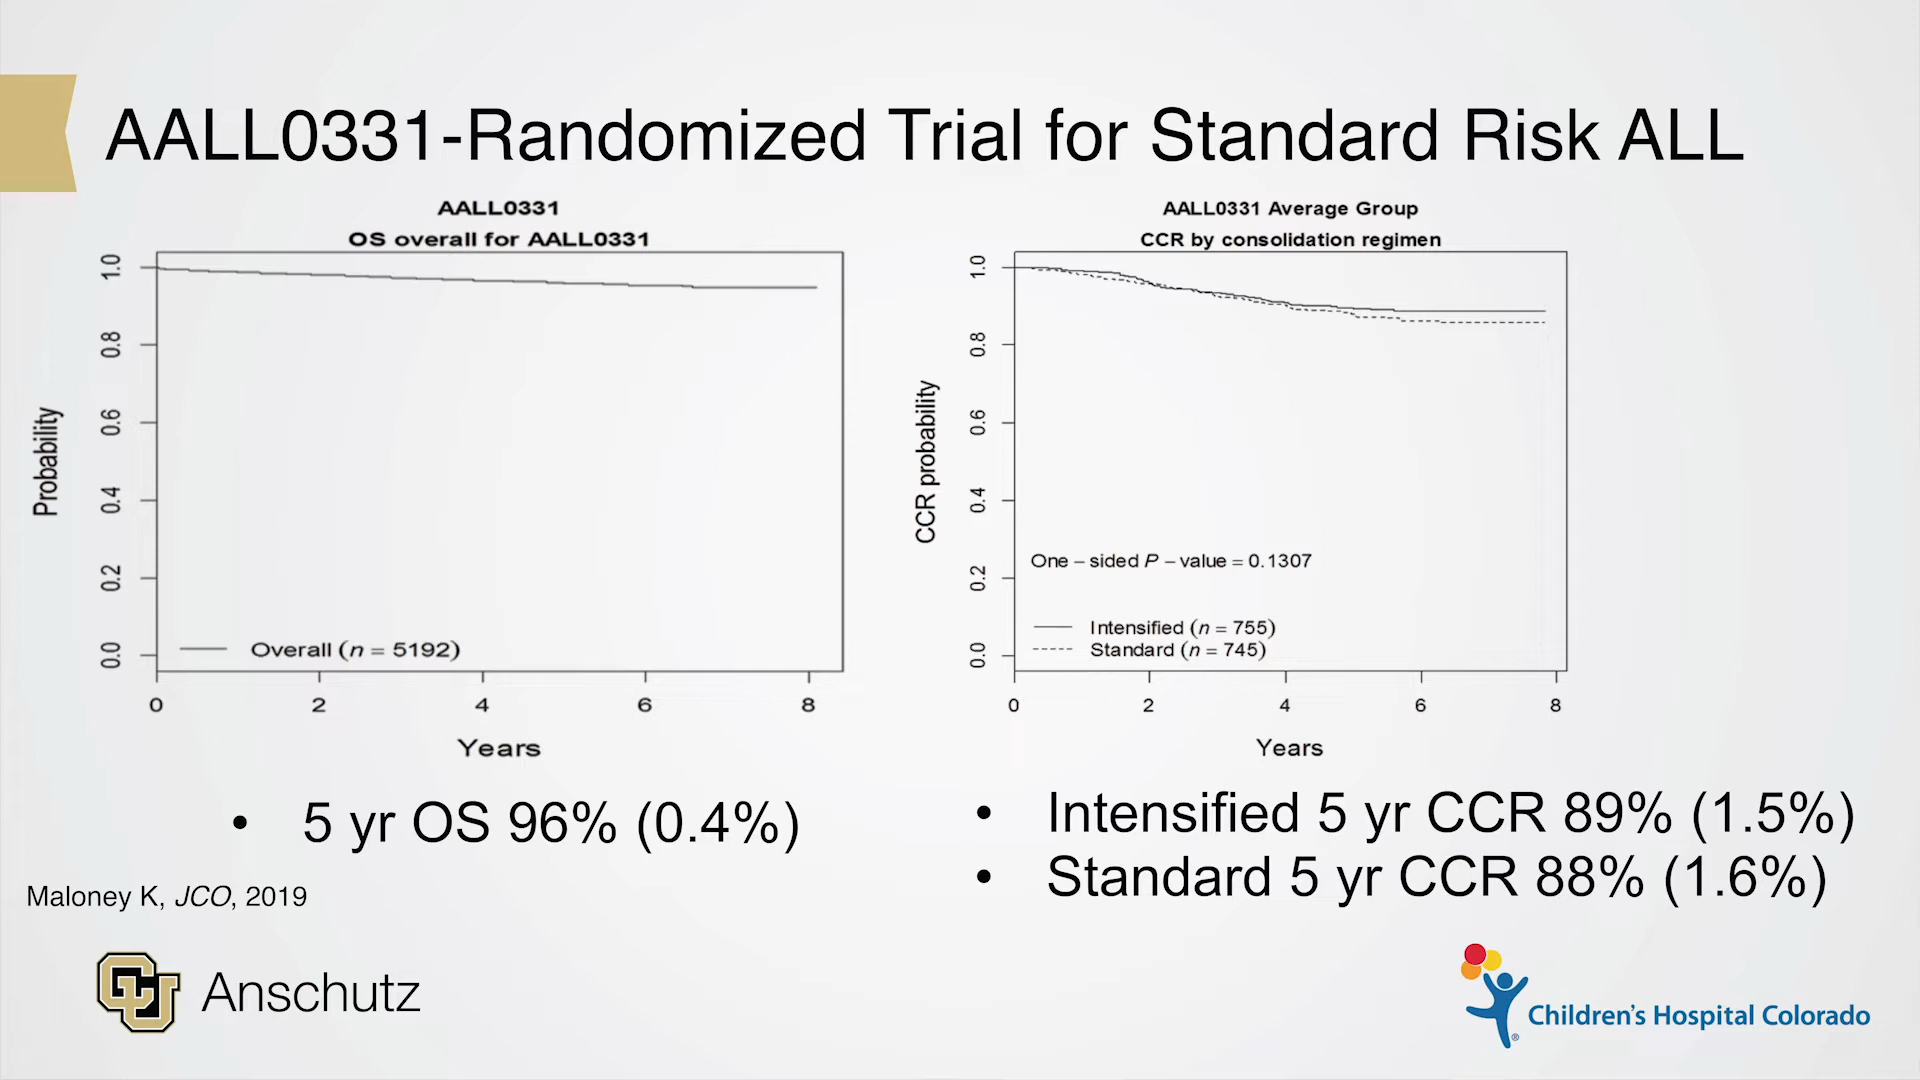 AALL0331-Randomized Trial for Standard Risk ALL
AALL0331
OS overall for AALL0331
Probability
1.0
0.8
0.6
0.4
0.2
0.0
Overall (n = 5192)
0 2 4 6 8
Years
AALL0331 Average Group
CCR by consolidation regimen
CCR probability
1.0
0.8
0.6
0.4
0.2
0.0
One – sided P – value = 0.1307
Intensified (n = 755)
Standard (n = 745)
0 2 4 6 8
Years
• 5 yr OS 96% (0.4%)
• Intensified 5 yr CCR 89% (1.5%)
• Standard 5 yr CCR 88% (1.6%)
Maloney K, JCO, 2019
CU Anschutz
Children's Hospital Colorado
®